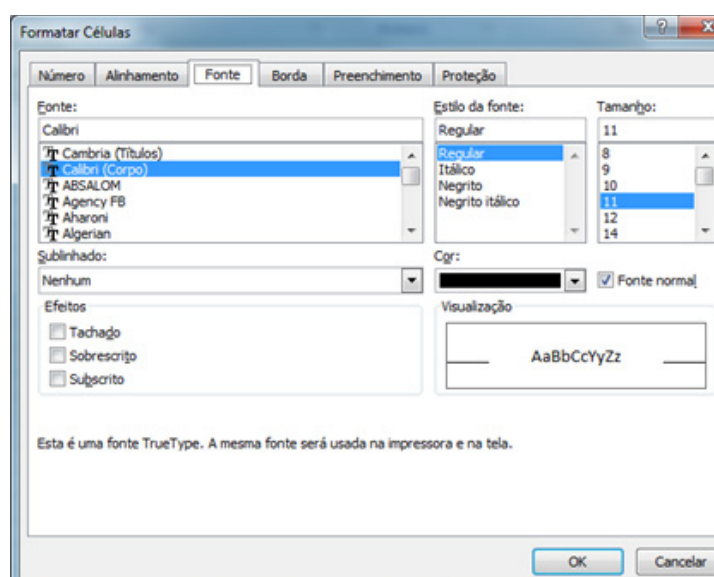 Formatar Células
Número Alinhamento Fonte Borda Preenchimento Proteção
Fonte: Estilo da fonte: Tamanho:
Calibri Regular 11
Cambria (Títulos) Regular 8
Calibri (Corpo) Itálico 9
ABSALOM Negrito 10
Agency FB Negrito itálico 11
Aharoni 12
Algerian 14
Sublinhado: Cor:
Nenhum Fonte normal
Efeitos Visualização
Tachado
Sobrescrito AaBbCcYyZz
Subscrito
Esta é uma fonte TrueType. A mesma fonte será usada na impressora e na tela.
OK Cancelar